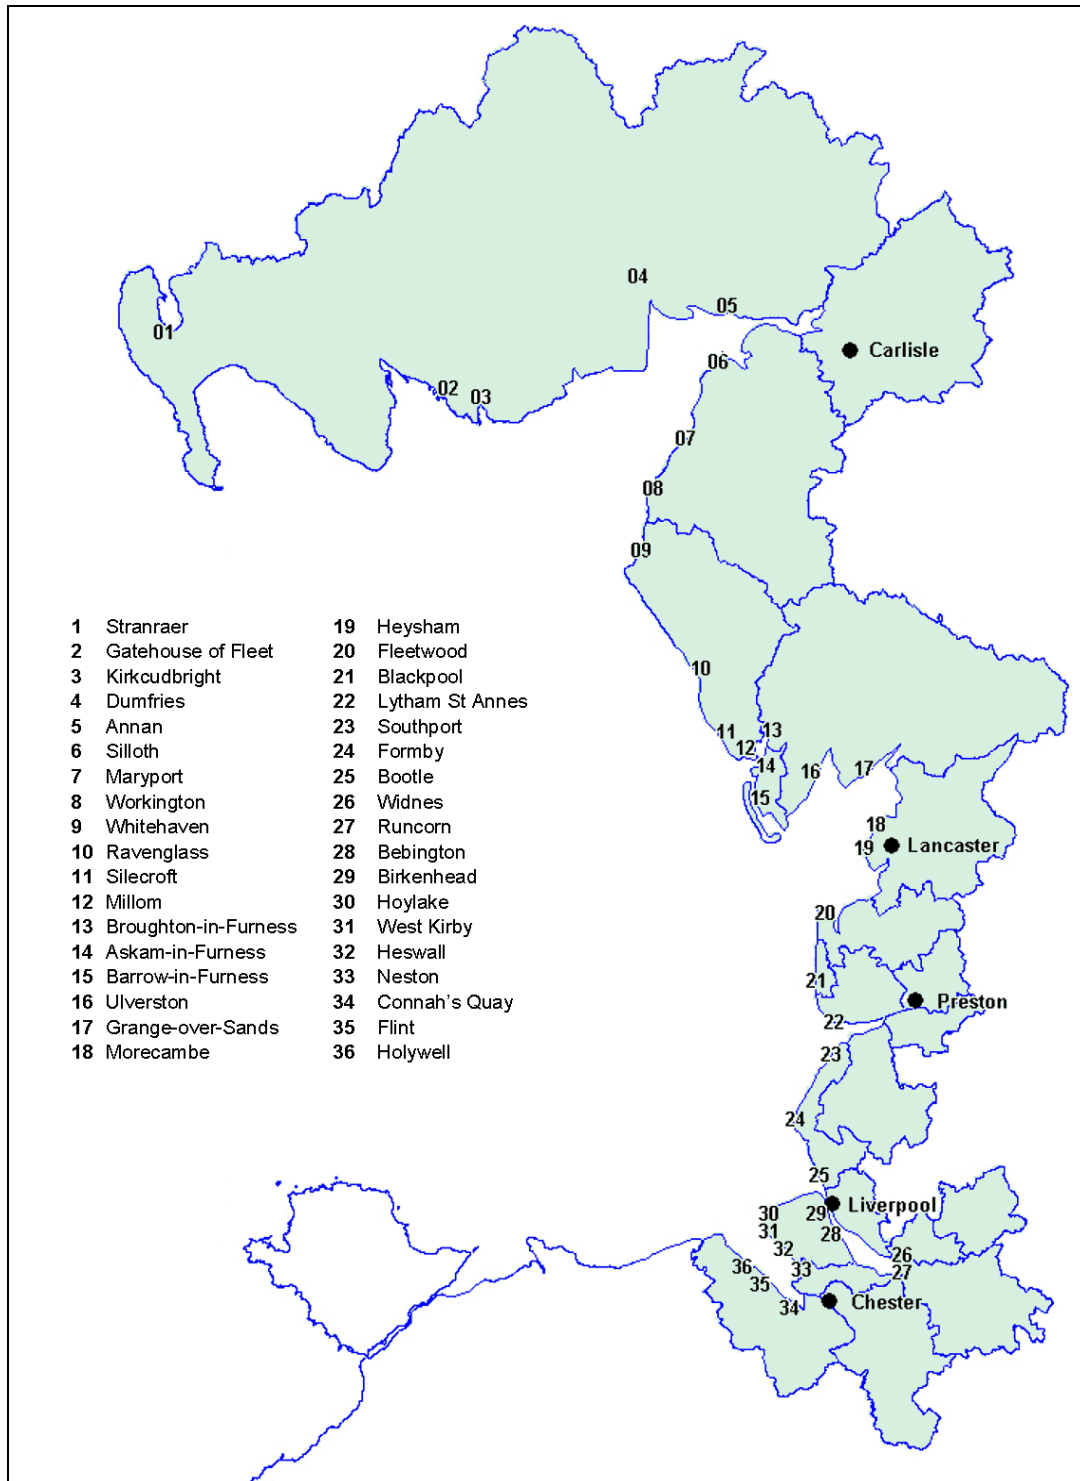 04
05
01
Carlisle
06
02
03
07
08
09
1 Stranraer
2 Gatehouse of Fleet
3 Kirkcudbright
4 Dumfries
5 Annan
6 Silloth
7 Maryport
8 Workington
9 Whitehaven
10 Ravenglass
11 Silecroft
12 Millom
13 Broughton-in-Furness
14 Askam-in-Furness
15 Barrow-in-Furness
16 Ulverston
17 Grange-over-Sands
18 Morecambe
19 Heysham
20 Fleetwood
21 Blackpool
22 Lytham St Annes
23 Southport
24 Formby
25 Bootle
26 Widnes
27 Runcorn
28 Bebington
29 Birkenhead
30 Hoylake
31 West Kirby
32 Heswall
33 Neston
34 Connah's Quay
35 Flint
36 Holywell
10
11
13
12
14
16
17
15
18
19
Lancaster
20
21
Preston
22
23
24
25
Liverpool
30
29
31
28
32
26
36
33
27
35
34
Chester